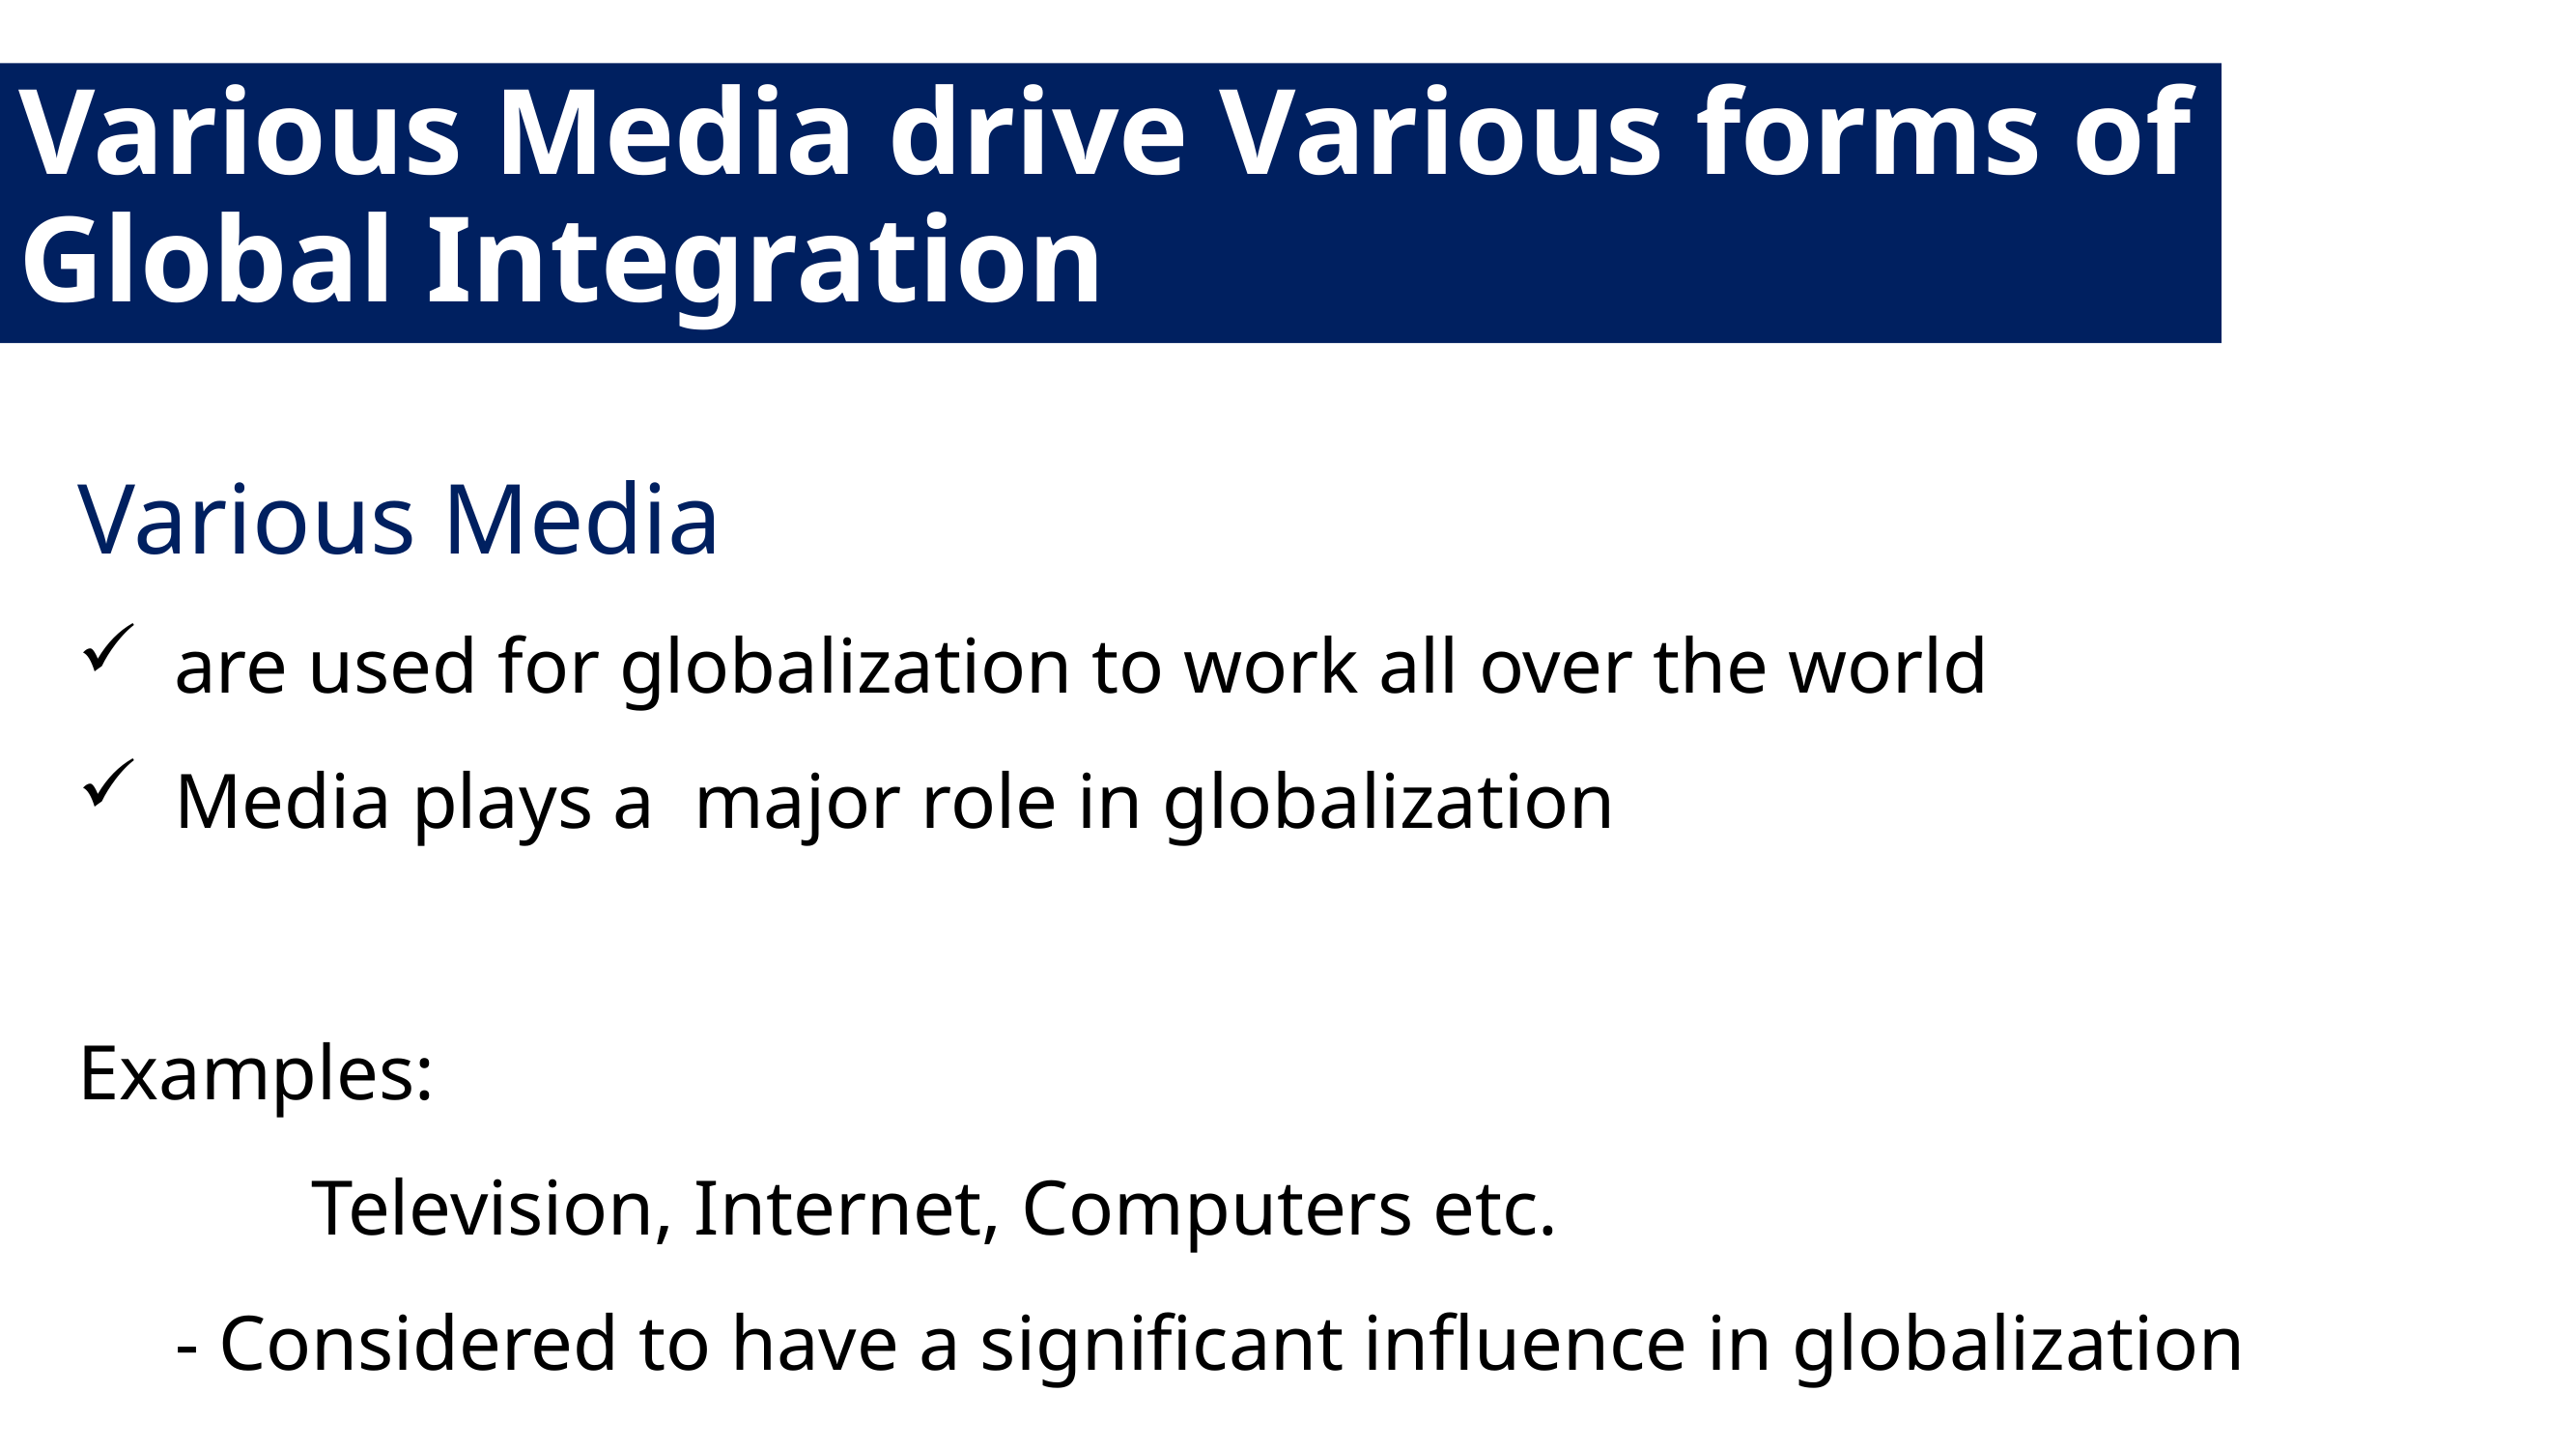 Various Media drive Various forms of
Global Integration
Various Media
✓ are used for globalization to work all over the world
✓ Media plays a  major role in globalization
Examples:
Television, Internet, Computers etc.
- Considered to have a significant influence in globalization